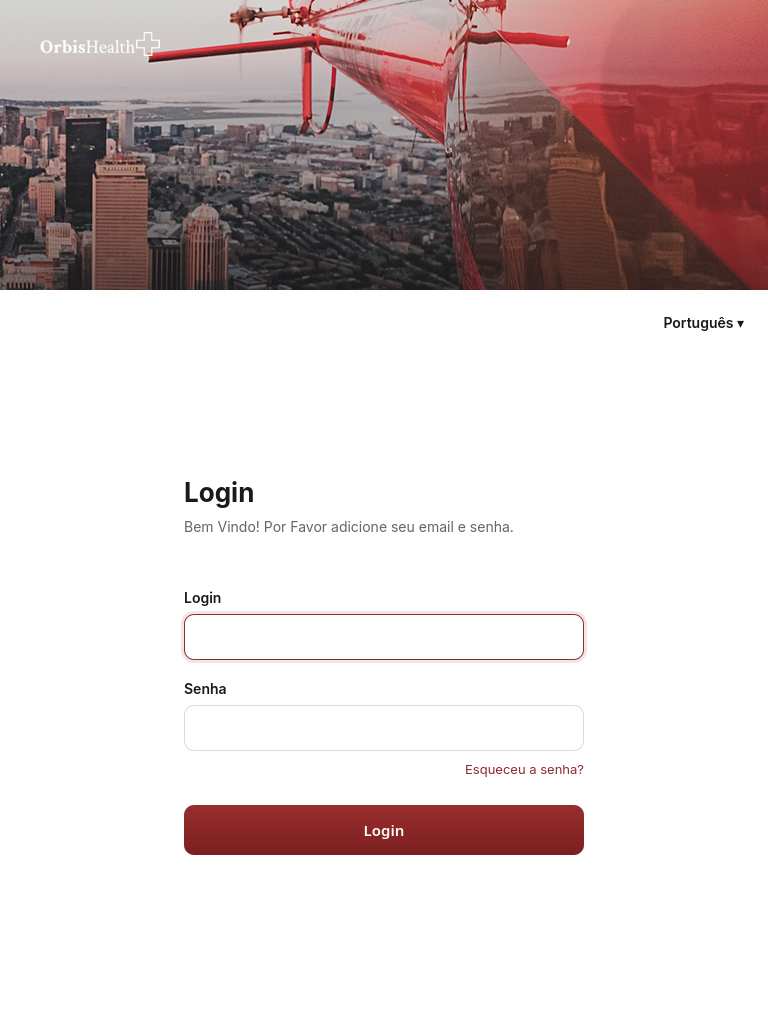 OrbisHealth
Português ▾
Login
Bem Vindo! Por Favor adicione seu email e senha.
Login
Senha
Esqueceu a senha?
Login